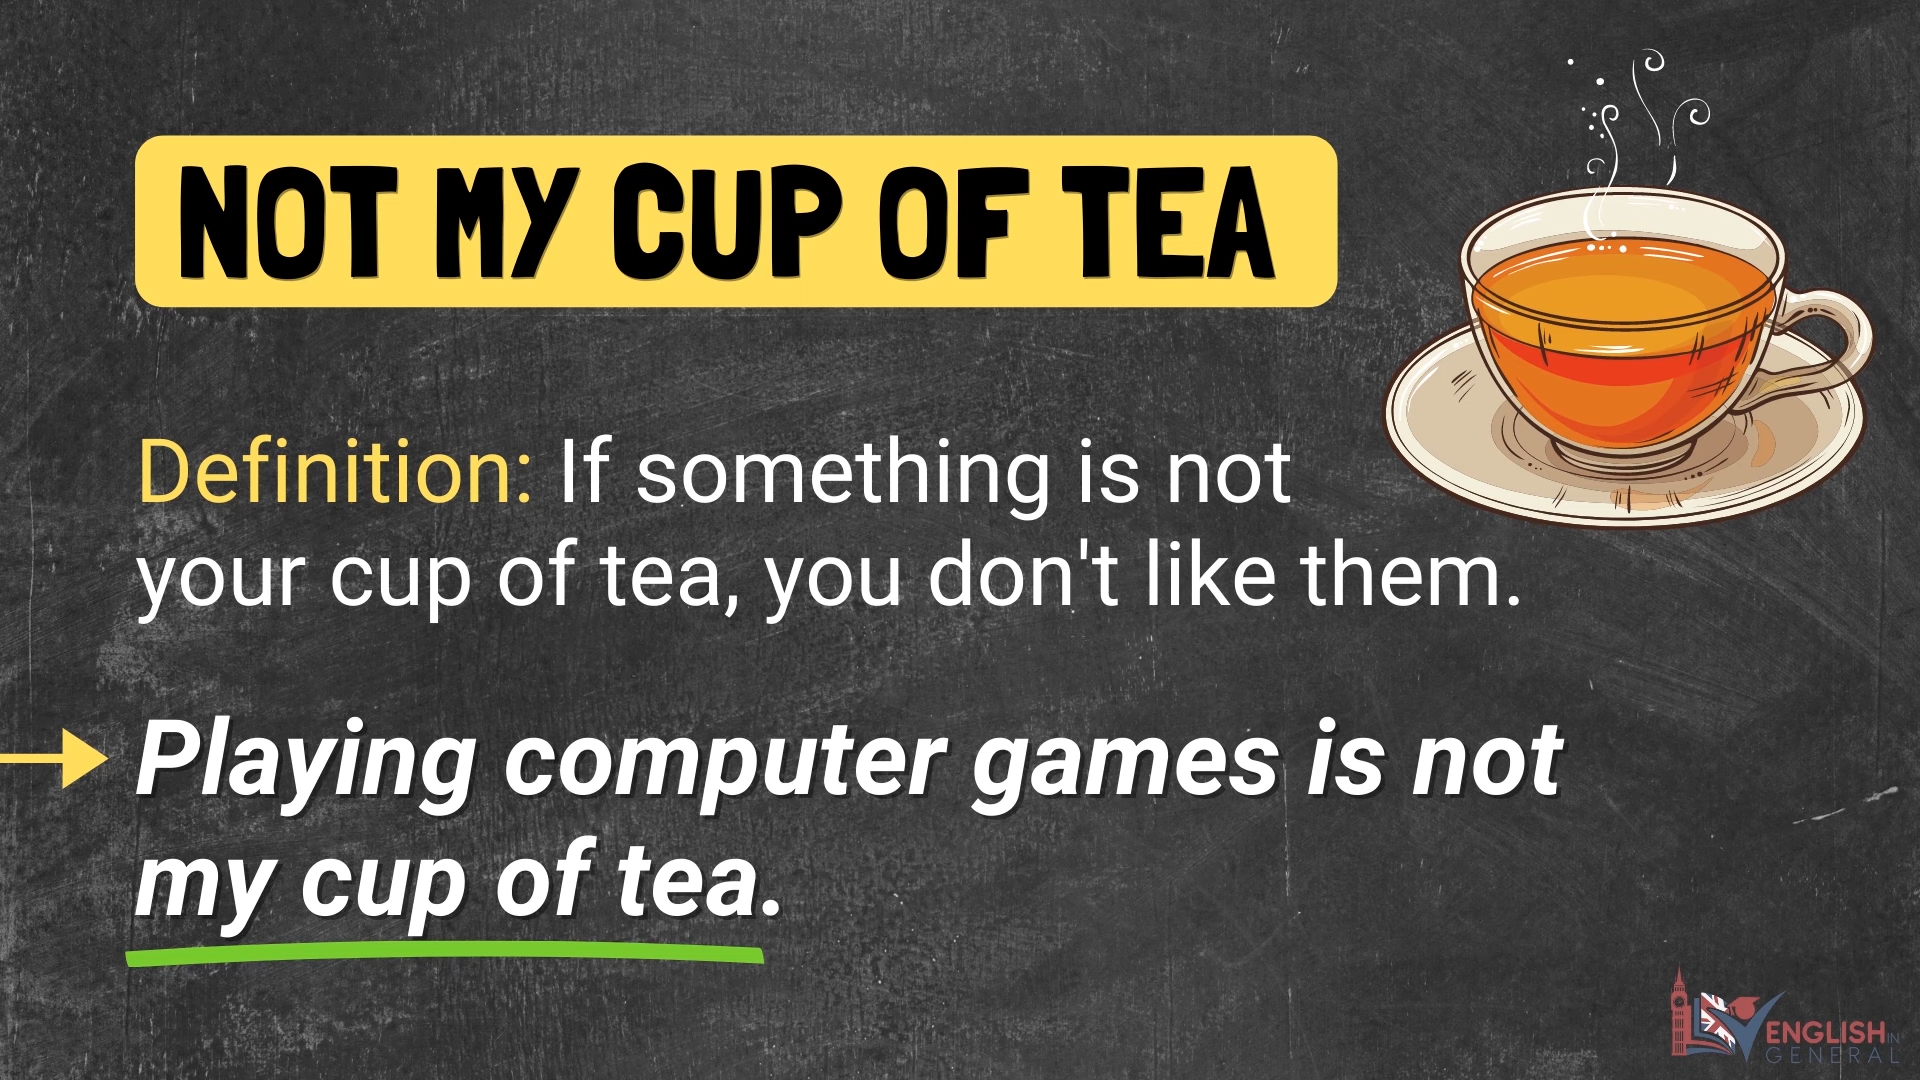 NOT MY CUP OF TEA
Definition: If something is not
your cup of tea, you don't like them.
Playing computer games is not
my cup of tea.
ENGLISH IN
GENERAL